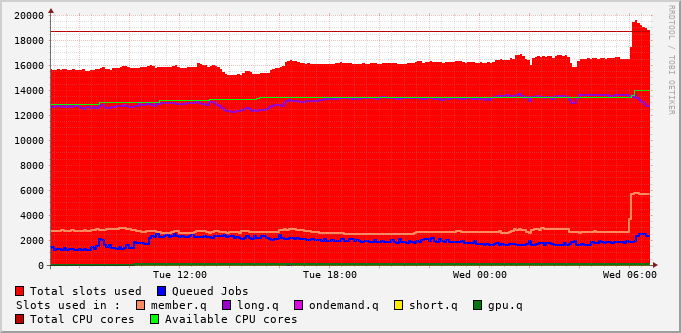 20000
18000
16000
14000
12000
10000
8000
6000
4000
2000
0
Tue 12:00 Tue 18:00 Wed 00:00 Wed 06:00
RRDTOOL / TOBI OETIKER
Total slots used Queued Jobs
Slots used in : member.q long.q ondemand.q short.q gpu.q
Total CPU cores Available CPU cores